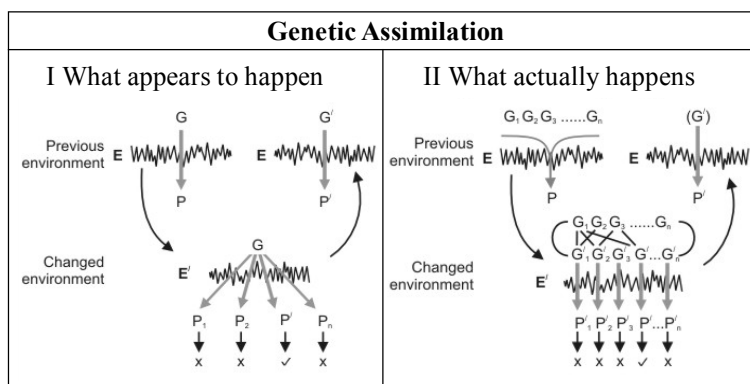 Genetic Assimilation
I What appears to happen
G
G/
Previous
environment
E
E
P
P/
G
Changed
environment
E/
P1 P2 P/ Pn
x x ✓ x
II What actually happens
G1 G2 G3 ......Gn
(G/)
Previous
environment
E
E
P
P/
G1 G2 G3 ......Gn
G/1 G/2 G/3 G/...G/n
Changed
environment
E/
P/1 P/2 P/3 P/...P/n
x x x ✓ x